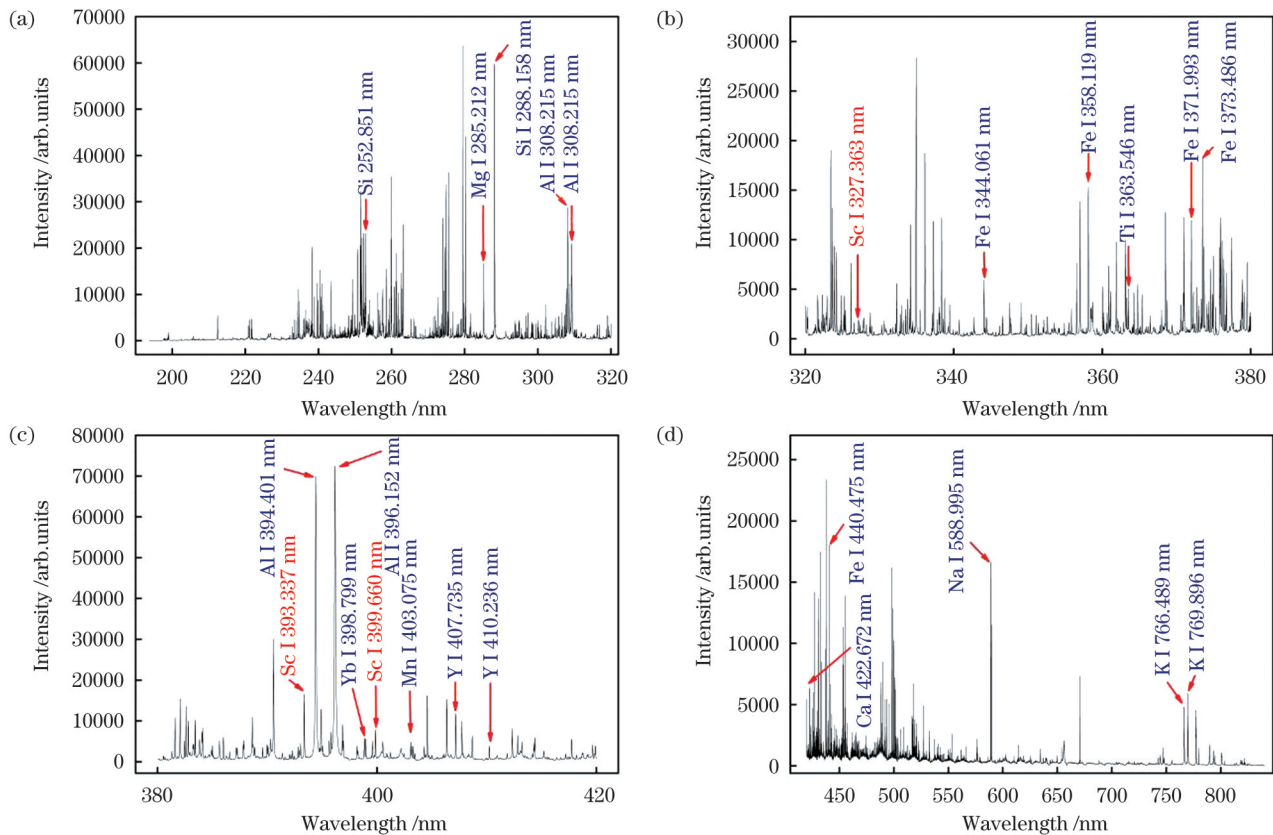 (a)
70000
60000
50000
40000
30000
20000
10000
0
Intensity /arb.units
200
220
240
260
280
300
320
Wavelength /nm
Si 252.851 nm
Mg I 285.212 nm
Si I 288.158 nm
Al I 308.215 nm
Al I 308.215 nm
(b)
30000
25000
20000
15000
10000
5000
0
Intensity /arb.units
320
340
360
380
Wavelength /nm
Sc I 327.363 nm
Fe I 344.061 nm
Fe I 358.119 nm
Ti I 363.546 nm
Fe I 371.993 nm
Fe I 373.486 nm
(c)
80000
70000
60000
50000
40000
30000
20000
10000
0
Intensity /arb.units
380
400
420
Wavelength /nm
Al I 394.401 nm
Sc I 393.337 nm
Yb I 398.799 nm
Sc I 399.660 nm
Al I 396.152 nm
Mn I 403.075 nm
Y I 407.735 nm
Y I 410.236 nm
(d)
25000
20000
15000
10000
5000
0
Intensity /arb.units
450
500
550
600
650
700
750
800
Wavelength /nm
Ca I 422.672 nm
Fe I 440.475 nm
Na I 588.995 nm
K I 766.489 nm
K I 769.896 nm